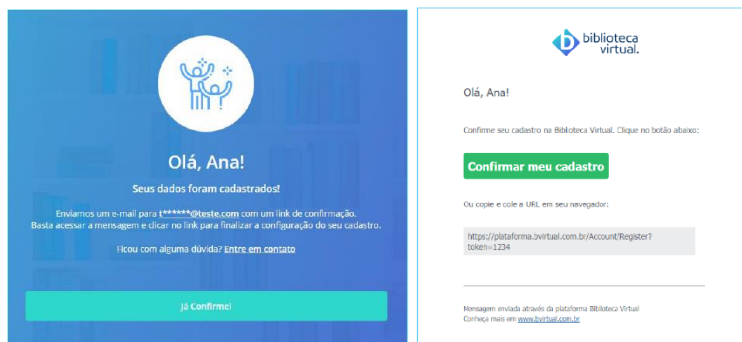 Olá, Ana!
Seus dados foram cadastrados!
Enviamos um e-mail para t******@teste.com com um link de confirmação.
Basta acessar a mensagem e clicar no link para finalizar a configuração do seu cadastro.
Ficou com alguma dúvida? Entre em contato
Já Confirmei
biblioteca
virtual.
Olá, Ana!
Confirme seu cadastro na Biblioteca Virtual. Clique no botão abaixo:
Confirmar meu cadastro
Ou copie e cole a URL em seu navegador:
https://plataforma.bvirtual.com.br/Account/Register?
token=1234
Mensagem enviada através da plataforma Biblioteca Virtual
Conheça mais em www.bvirtual.com.br